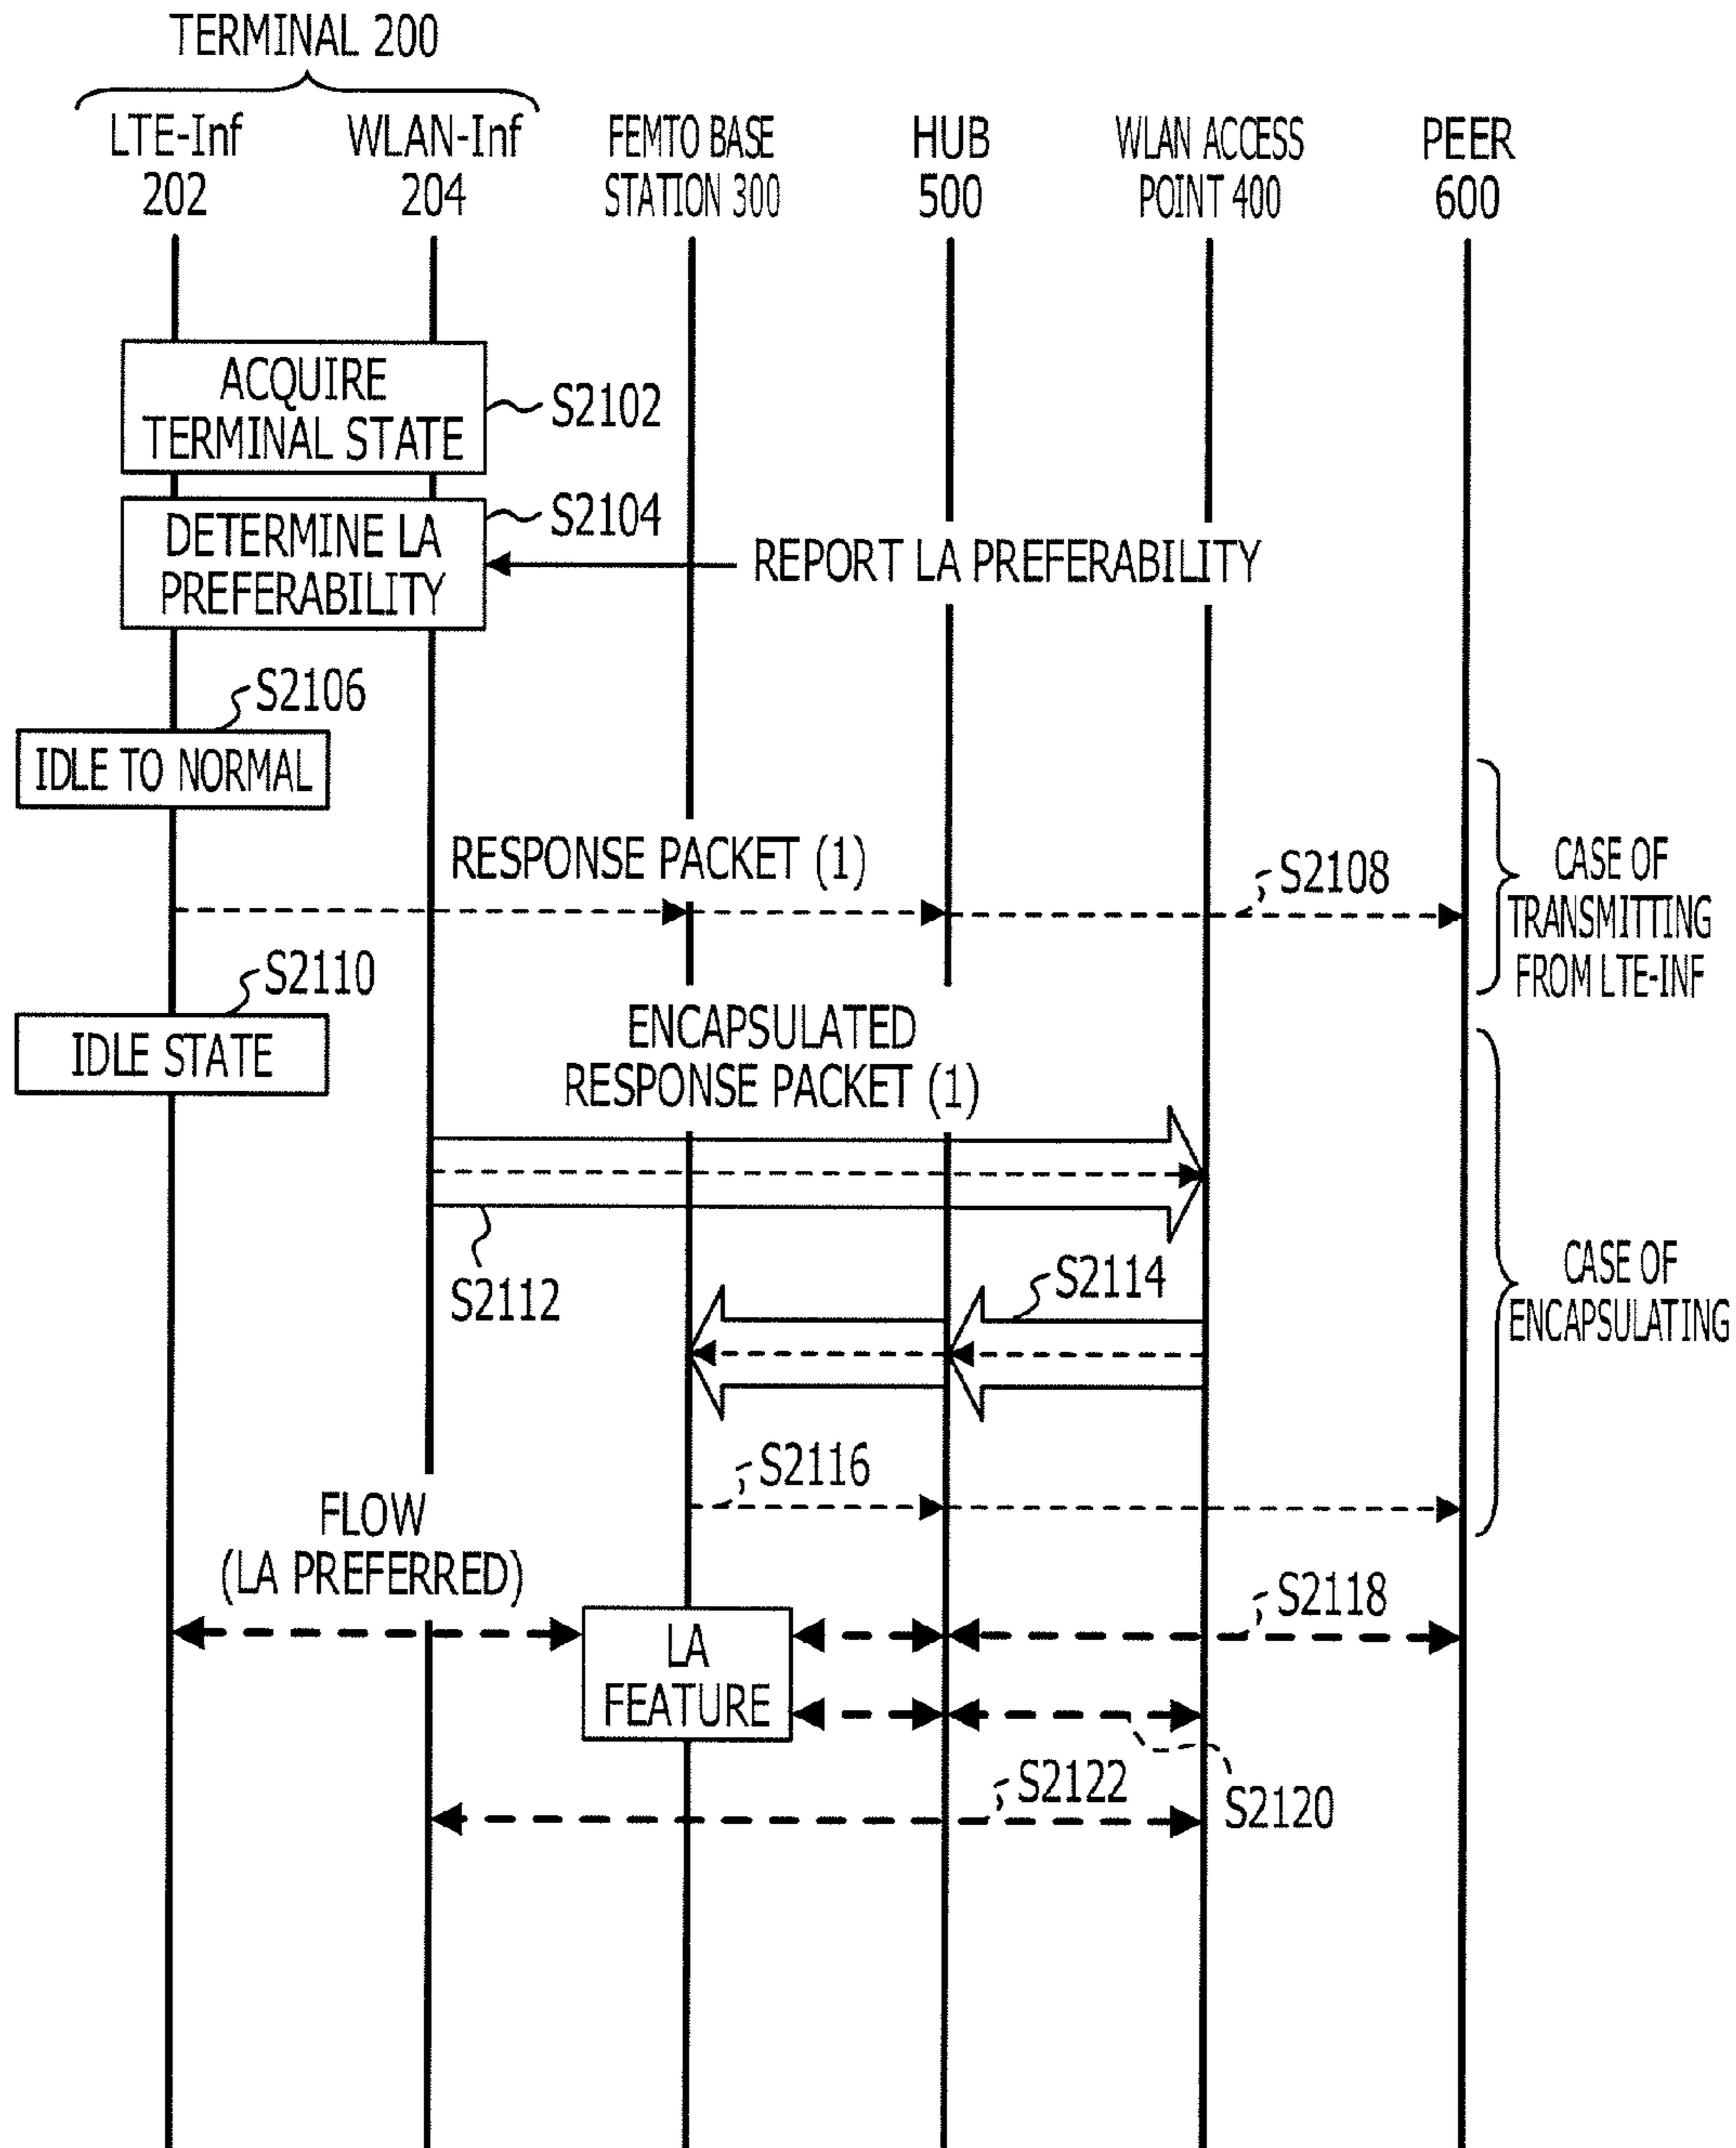 TERMINAL 200
LTE-Inf
202
WLAN-Inf
204
FEMTO BASE
STATION 300
HUB
500
WLAN ACCESS
POINT 400
PEER
600
ACQUIRE
TERMINAL STATE
S2102
DETERMINE LA
PREFERABILITY
S2104
REPORT LA PREFERABILITY
S2106
IDLE TO NORMAL
RESPONSE PACKET (1)
S2108
CASE OF
TRANSMITTING
FROM LTE-INF
S2110
IDLE STATE
ENCAPSULATED
RESPONSE PACKET (1)
S2112
S2114
CASE OF
ENCAPSULATING
S2116
FLOW
(LA PREFERRED)
LA
FEATURE
S2118
S2120
S2122